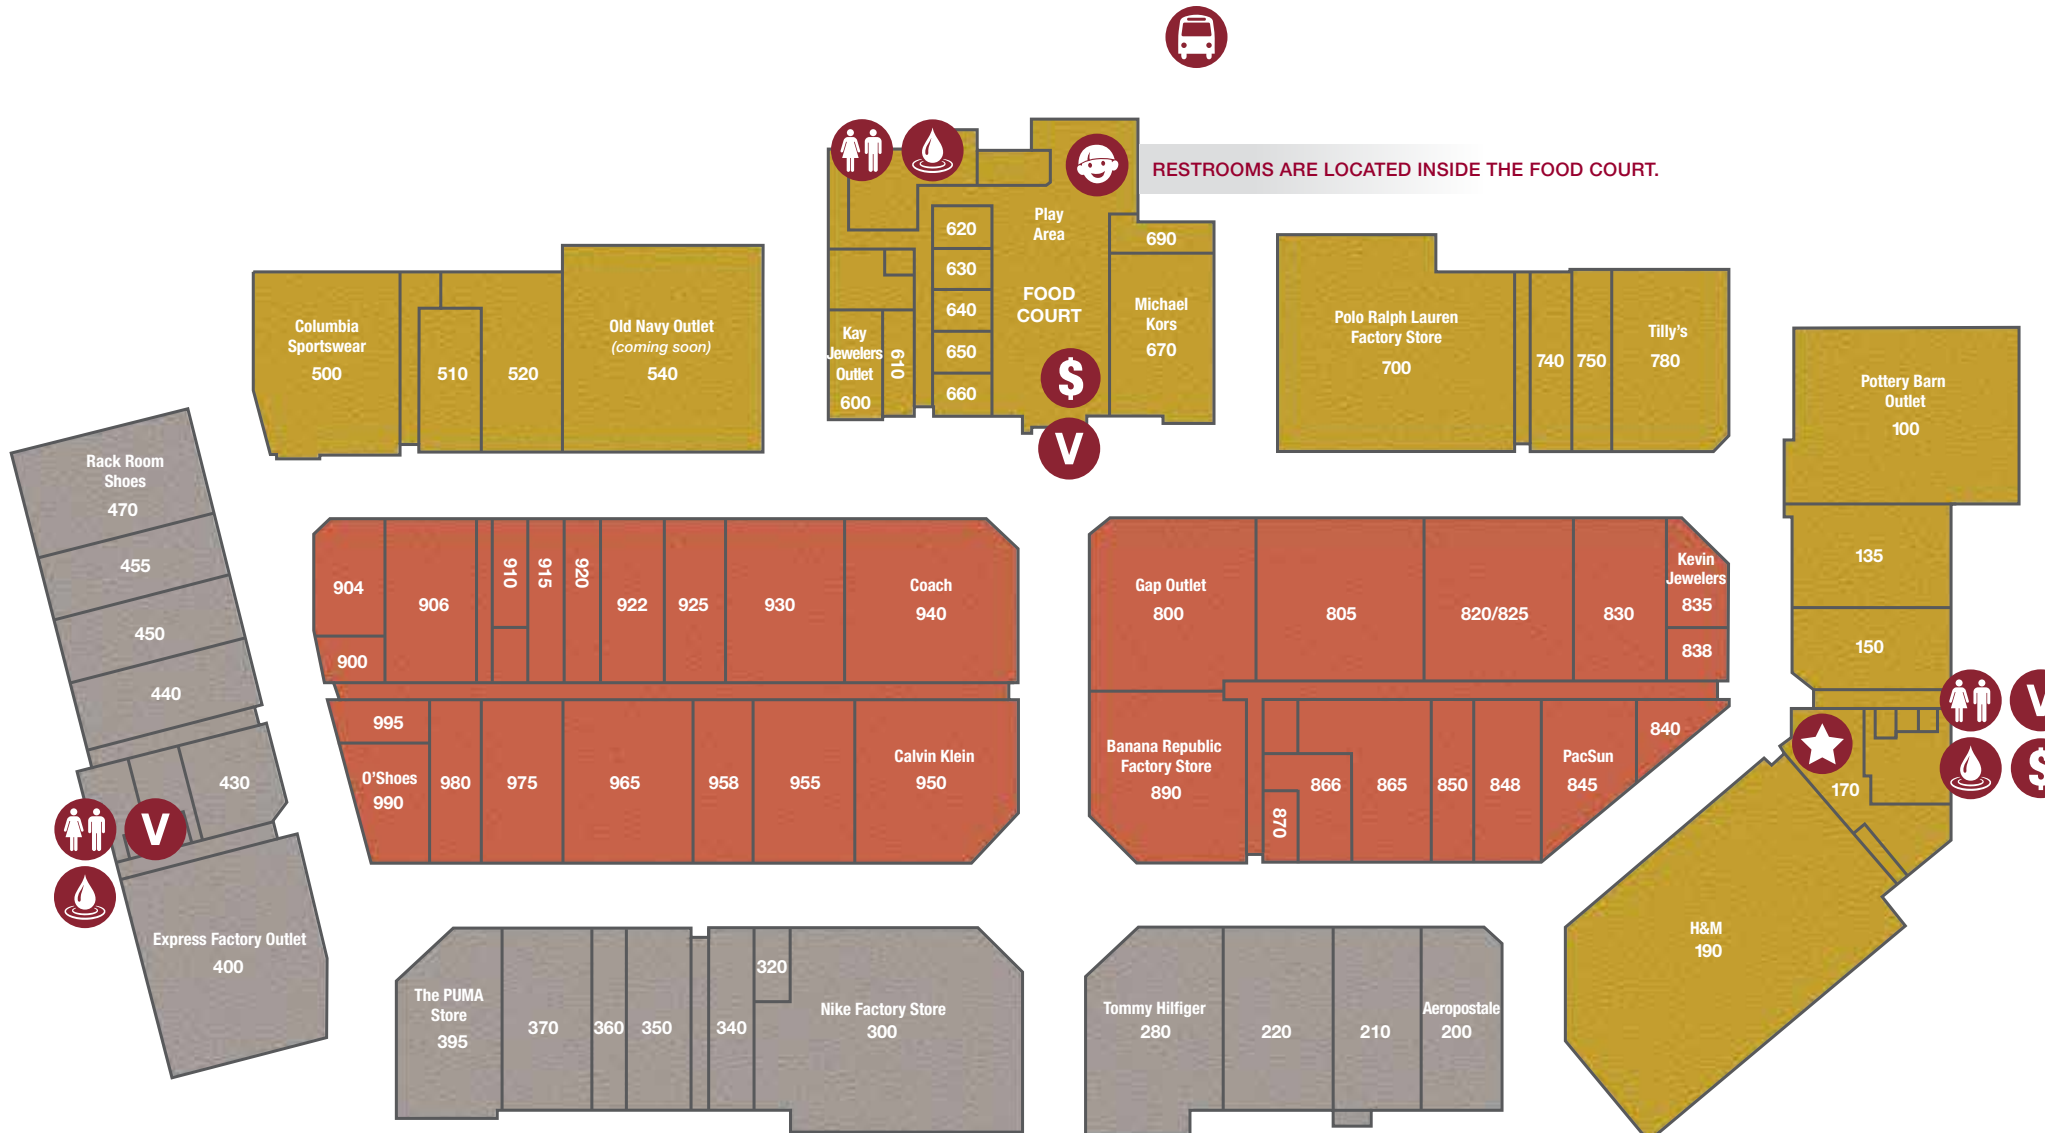 RESTROOMS ARE LOCATED INSIDE THE FOOD COURT.
Play
Area
620
630
640
650
660
690
FOOD
COURT
Michael
Kors
670
Kay
Jewelers
Outlet
600
610
$
V
Columbia
Sportswear
500
510
520
Old Navy Outlet
(coming soon)
540
Polo Ralph Lauren
Factory Store
700
740
750
Tilly's
780
Pottery Barn
Outlet
100
135
150
V
$
170
H&M
190
Rack Room
Shoes
470
455
450
440
430
V
Express Factory Outlet
400
904
900
906
910
915
920
922
925
930
Coach
940
995
O'Shoes
990
980
975
965
958
955
Calvin Klein
950
Gap Outlet
800
805
820/825
830
Kevin
Jewelers
835
838
Banana Republic
Factory Store
890
870
866
865
850
848
PacSun
845
840
The PUMA
Store
395
370
360
350
340
320
Nike Factory Store
300
Tommy Hilfiger
280
220
210
Aeropostale
200